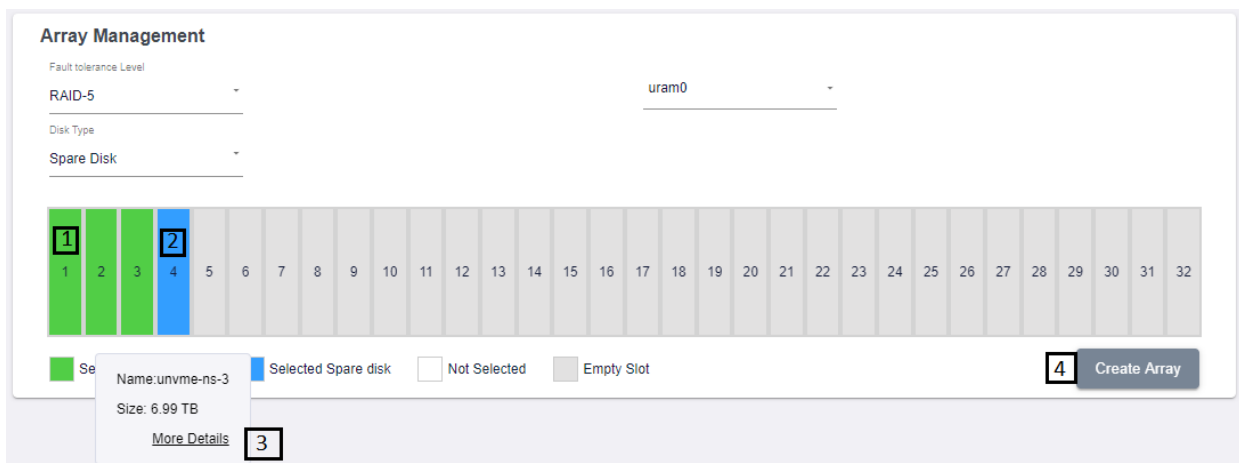 Array Management
Fault tolerance Level
RAID-5
uram0
Disk Type
Spare Disk
1 2
1 2 3 4 5 6 7 8 9 10 11 12 13 14 15 16 17 18 19 20 21 22 23 24 25 26 27 28 29 30 31 32
Se Selected Spare disk Not Selected Empty Slot 4 Create Array
Name:unvme-ns-3
Size: 6.99 TB
More Details 3